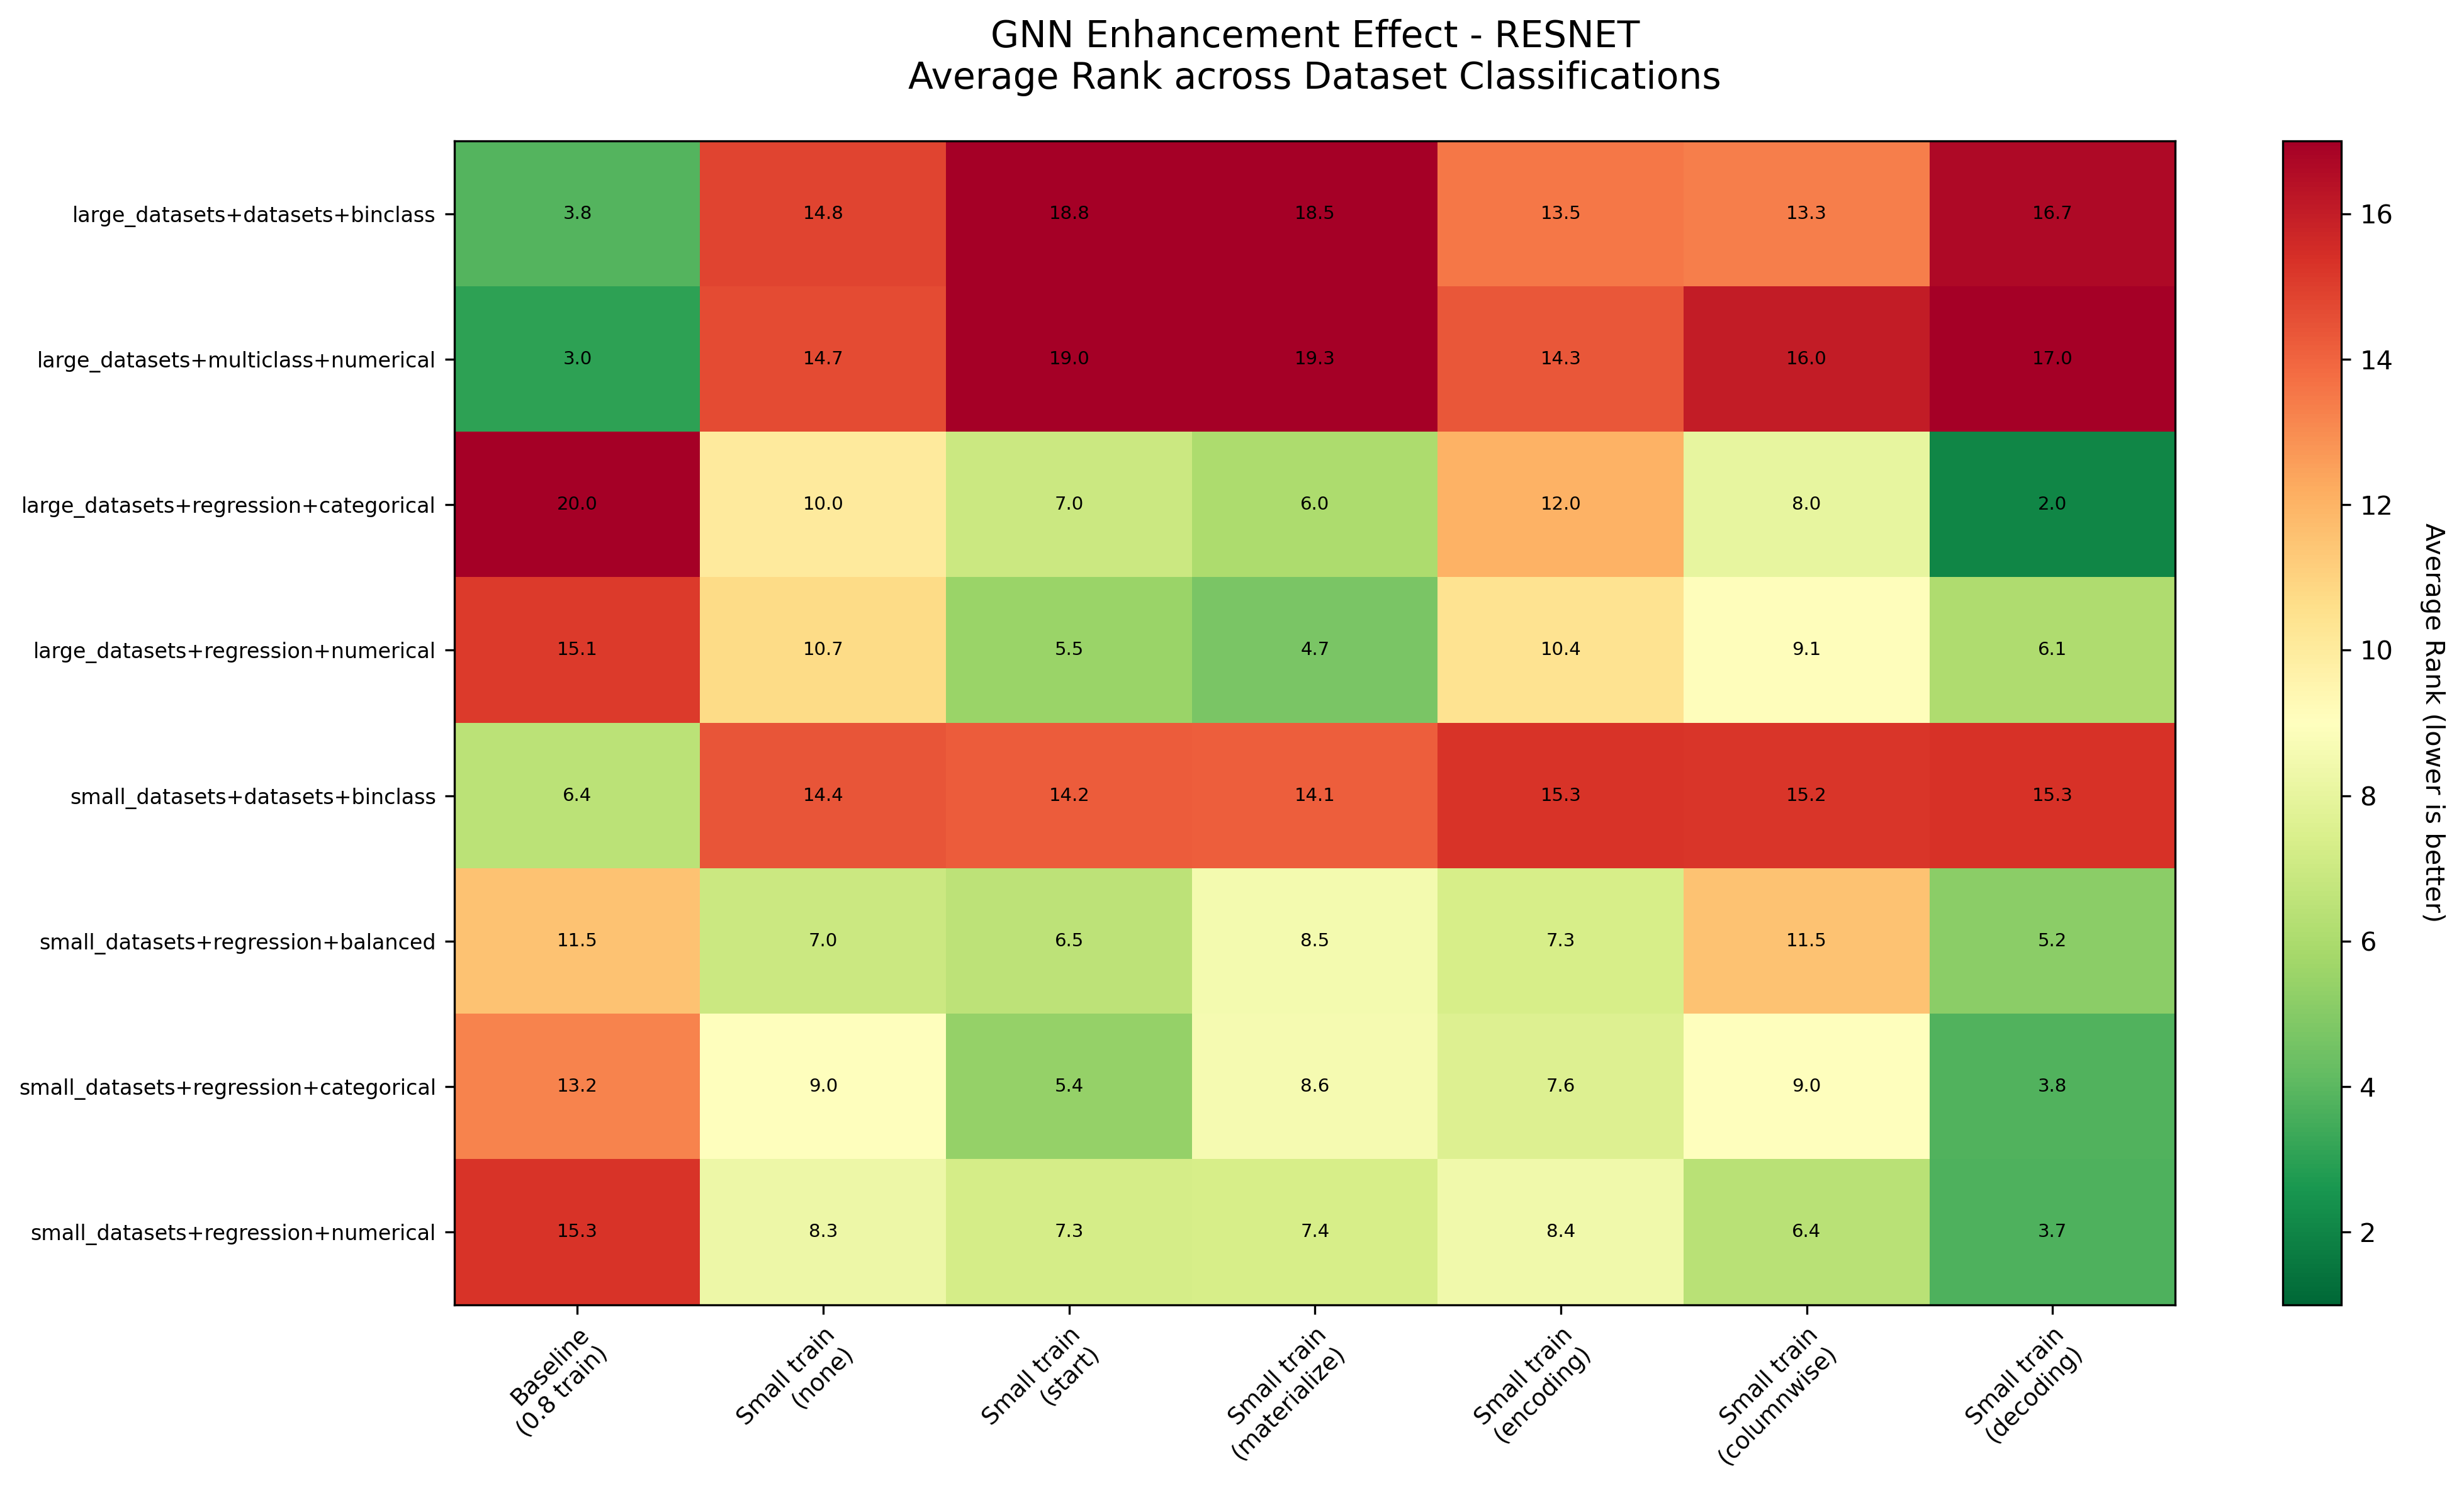 GNN Enhancement Effect - RESNET
Average Rank across Dataset Classifications
large_datasets+datasets+binclass 3.8 14.8 18.8 18.5 13.5 13.3 16.7
large_datasets+multiclass+numerical 3.0 14.7 19.0 19.3 14.3 16.0 17.0
large_datasets+regression+categorical 20.0 10.0 7.0 6.0 12.0 8.0 2.0
large_datasets+regression+numerical 15.1 10.7 5.5 4.7 10.4 9.1 6.1
small_datasets+datasets+binclass 6.4 14.4 14.2 14.1 15.3 15.2 15.3
small_datasets+regression+balanced 11.5 7.0 6.5 8.5 7.3 11.5 5.2
small_datasets+regression+categorical 13.2 9.0 5.4 8.6 7.6 9.0 3.8
small_datasets+regression+numerical 15.3 8.3 7.3 7.4 8.4 6.4 3.7
Baseline
(0.8 train)
Small train
(none)
Small train
(start)
Small train
(materialize)
Small train
(encoding)
Small train
(columnwise)
Small train
(decoding)
16
14
12
10
8
6
4
2
Average Rank (lower is better)